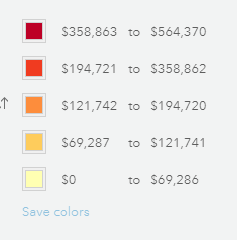 $358,863 to $564,370
$194,721 to $358,862
$121,742 to $194,720
$69,287 to $121,741
$0 to $69,286
Save colors